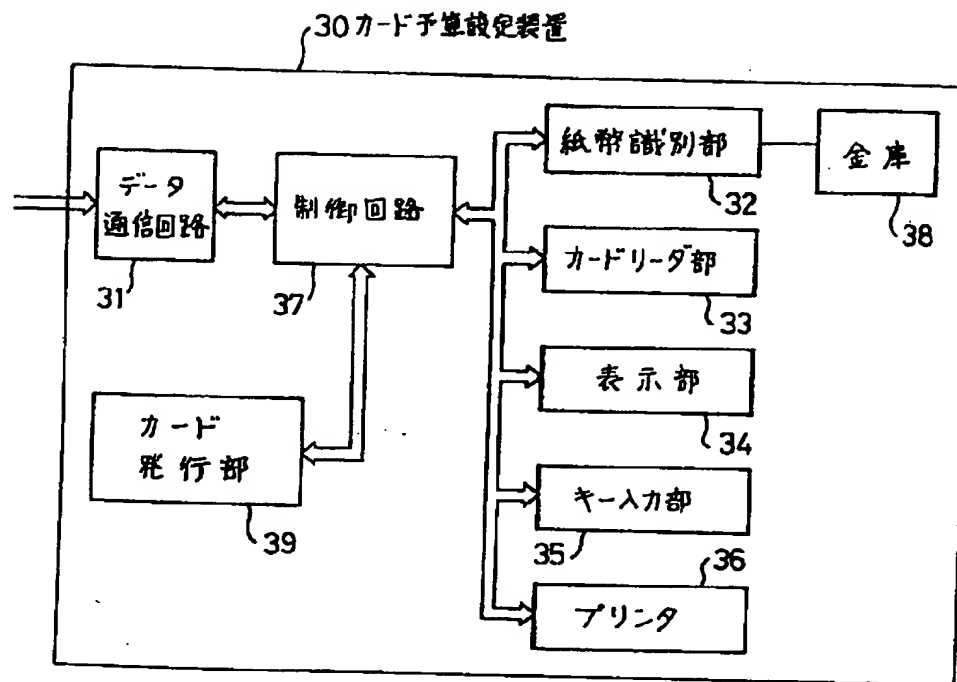 30 カード予算設定装置
データ
通信回路
31
制御回路
37
紙幣識別部
32
金庫
38
カードリーダ部
33
表示部
34
キー入力部
35
36
プリンタ
カード
発行部
39